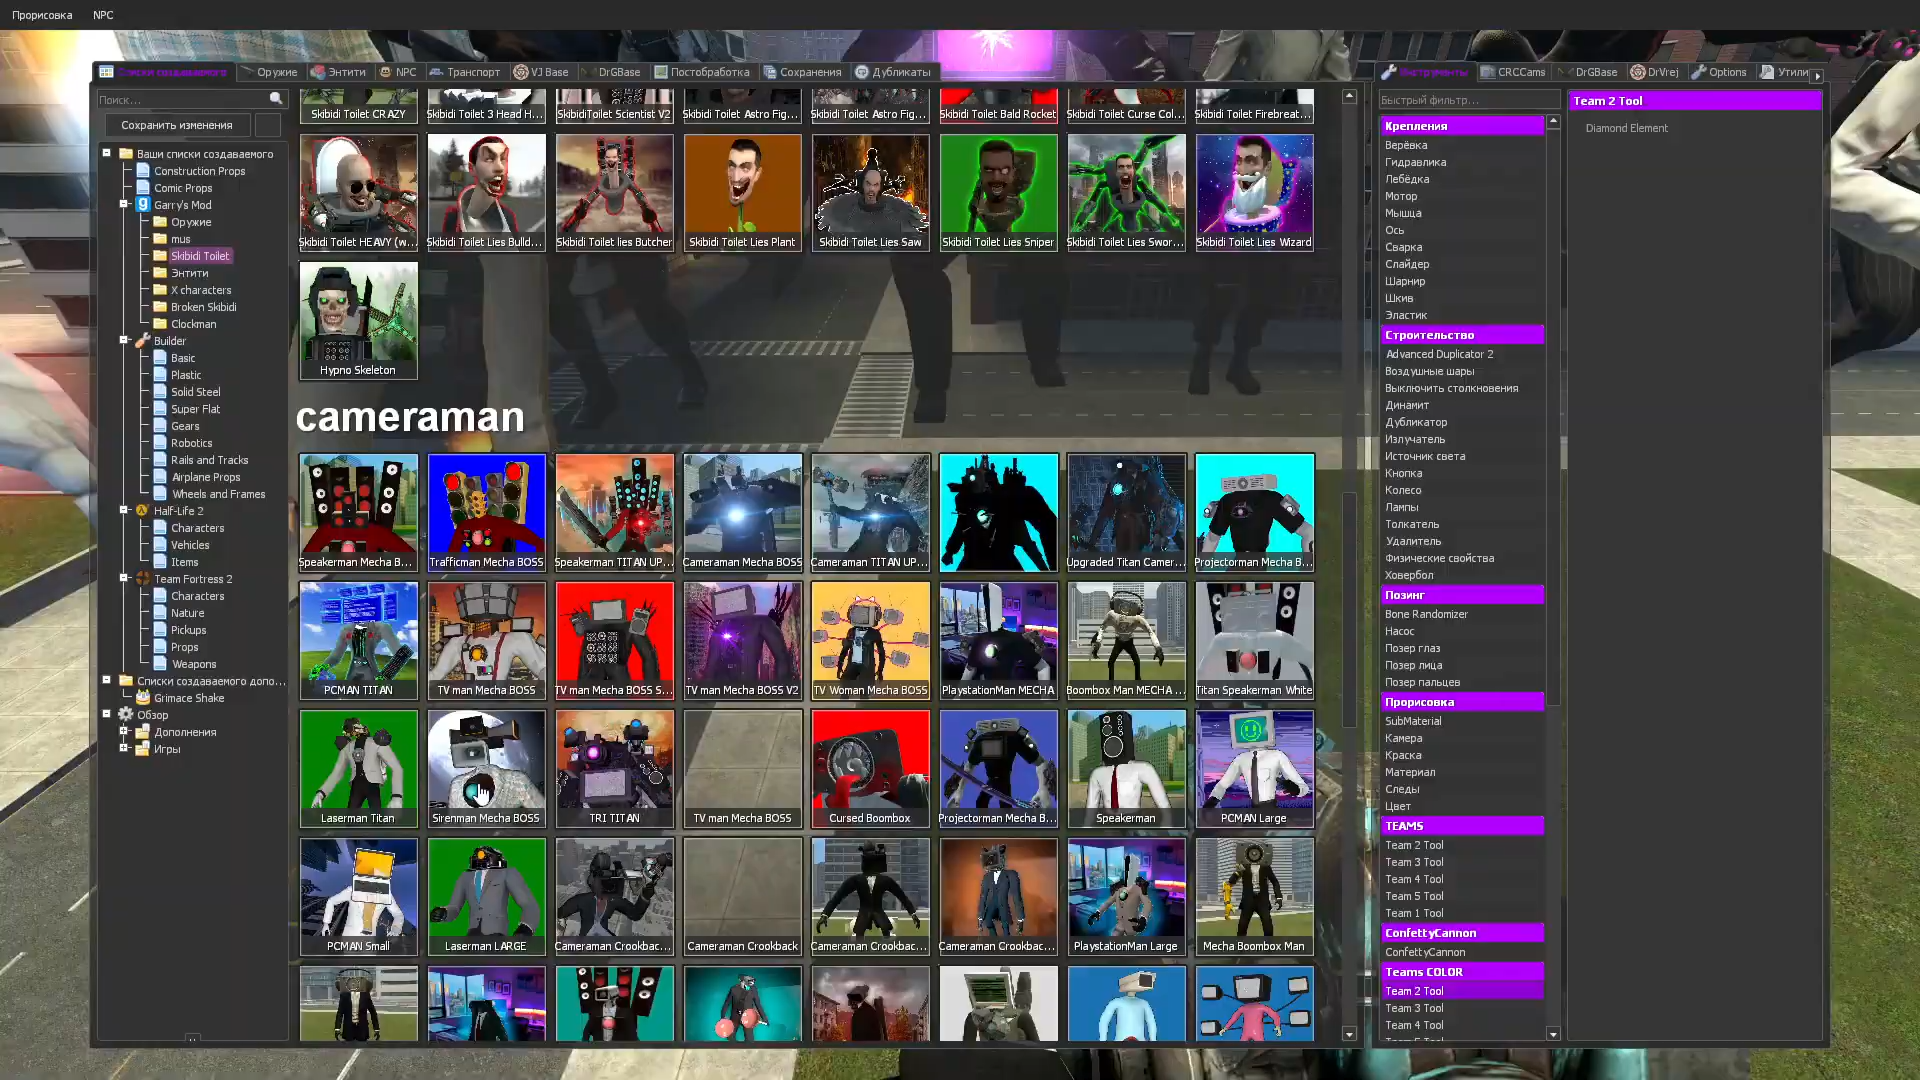 Прорисовка
NPC
Списки создаваемого
Оружие
Энтити
NPC
Транспорт
VJ Base
DrGBase
Постобработка
Сохранения
Дубликаты
Инструменты
CRCCams
DrGBase
DrVrej
Options
Утили
Поиск...
Сохранить изменения
Ваши списки создаваемого
Construction Props
Comic Props
Garry's Mod
Оружие
mus
Skibidi Toilet
Энтити
X characters
Broken Skibidi
Clockman
Builder
Basic
Plastic
Solid Steel
Super Flat
Gears
Robotics
Rails and Tracks
Airplane Props
Wheels and Frames
Half-Life 2
Characters
Vehicles
Items
Team Fortress 2
Characters
Nature
Pickups
Props
Weapons
Списки создаваемого допо...
Grimace Shake
Обзор
Дополнения
Игры
Skibidi Toilet CRAZY
Skibidi Toilet 3 Head H...
SkibidiToilet Scientist V2
Skibidi Toilet Astro Fig...
Skibidi Toilet Astro Fig...
Skibidi Toilet Bald Rocket
Skibidi Toilet Curse Col...
Skibidi Toilet Firebreat...
Skibidi Toilet HEAVY (w...
Skibidi Toilet Lies Bulld...
Skibidi Toilet lies Butcher
Skibidi Toilet Lies Plant
Skibidi Toilet Lies Saw
Skibidi Toilet Lies Sniper
Skibidi Toilet Lies Swor...
Skibidi Toilet Lies Wizard
Hypno Skeleton
cameraman
Speakerman Mecha B...
Trafficman Mecha BOSS
Speakerman TITAN UP...
Cameraman Mecha BOSS
Cameraman TITAN UP...
Upgraded Titan Camer...
Projectorman Mecha B...
PCMAN TITAN
TV man Mecha BOSS
TV man Mecha BOSS S...
TV man Mecha BOSS V2
TV Woman Mecha BOSS
PlaystationMan MECHA
Boombox Man MECHA ...
Titan Speakerman White
Laserman Titan
Sirenman Mecha BOSS
TRI TITAN
TV man Mecha BOSS
Cursed Boombox
Projectorman Mecha B...
Speakerman
PCMAN Large
PCMAN Small
Laserman LARGE
Cameraman Crookbac...
Cameraman Crookback
Cameraman Crookbac...
Cameraman Crookbac...
PlaystationMan Large
Mecha Boombox Man
Быстрый фильтр...
Крепления
Верёвка
Гидравлика
Лебёдка
Мотор
Мышца
Ось
Сварка
Слайдер
Шарнир
Шкив
Эластик
Строительство
Advanced Duplicator 2
Воздушные шары
Выключить столкновения
Динамит
Дубликатор
Излучатель
Источник света
Кнопка
Колесо
Лампы
Толкатель
Удалитель
Физические свойства
Ховербол
Позинг
Bone Randomizer
Насос
Позер глаз
Позер лица
Позер пальцев
Прорисовка
SubMaterial
Камера
Краска
Материал
Следы
Цвет
TEAMS
Team 2 Tool
Team 3 Tool
Team 4 Tool
Team 5 Tool
Team 1 Tool
ConfettyCannon
ConfettyCannon
Teams COLOR
Team 2 Tool
Team 3 Tool
Team 4 Tool
Team 2 Tool
Diamond Element